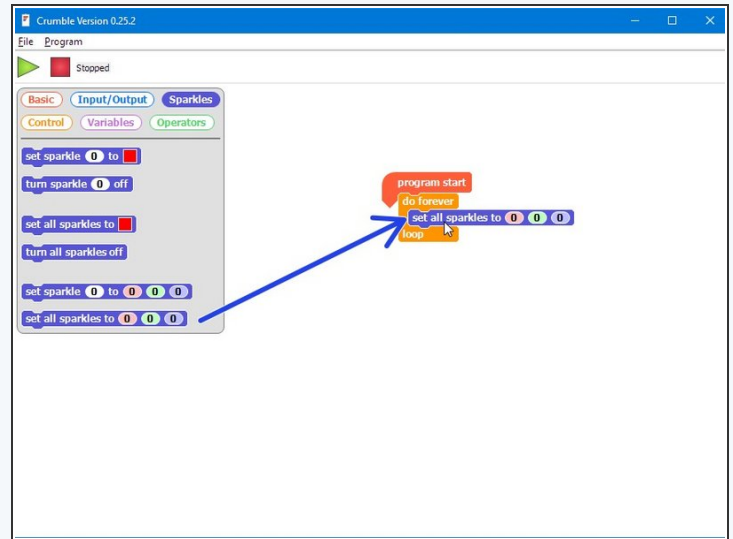 Crumble Version 0.25.2
File Program
Stopped
Basic Input/Output Sparkles
Control Variables Operators
set sparkle 0 to
turn sparkle 0 off
set all sparkles to
turn all sparkles off
set sparkle 0 to 0 0 0
set all sparkles to 0 0 0
program start
do forever
set all sparkles to 0 0 0
loop